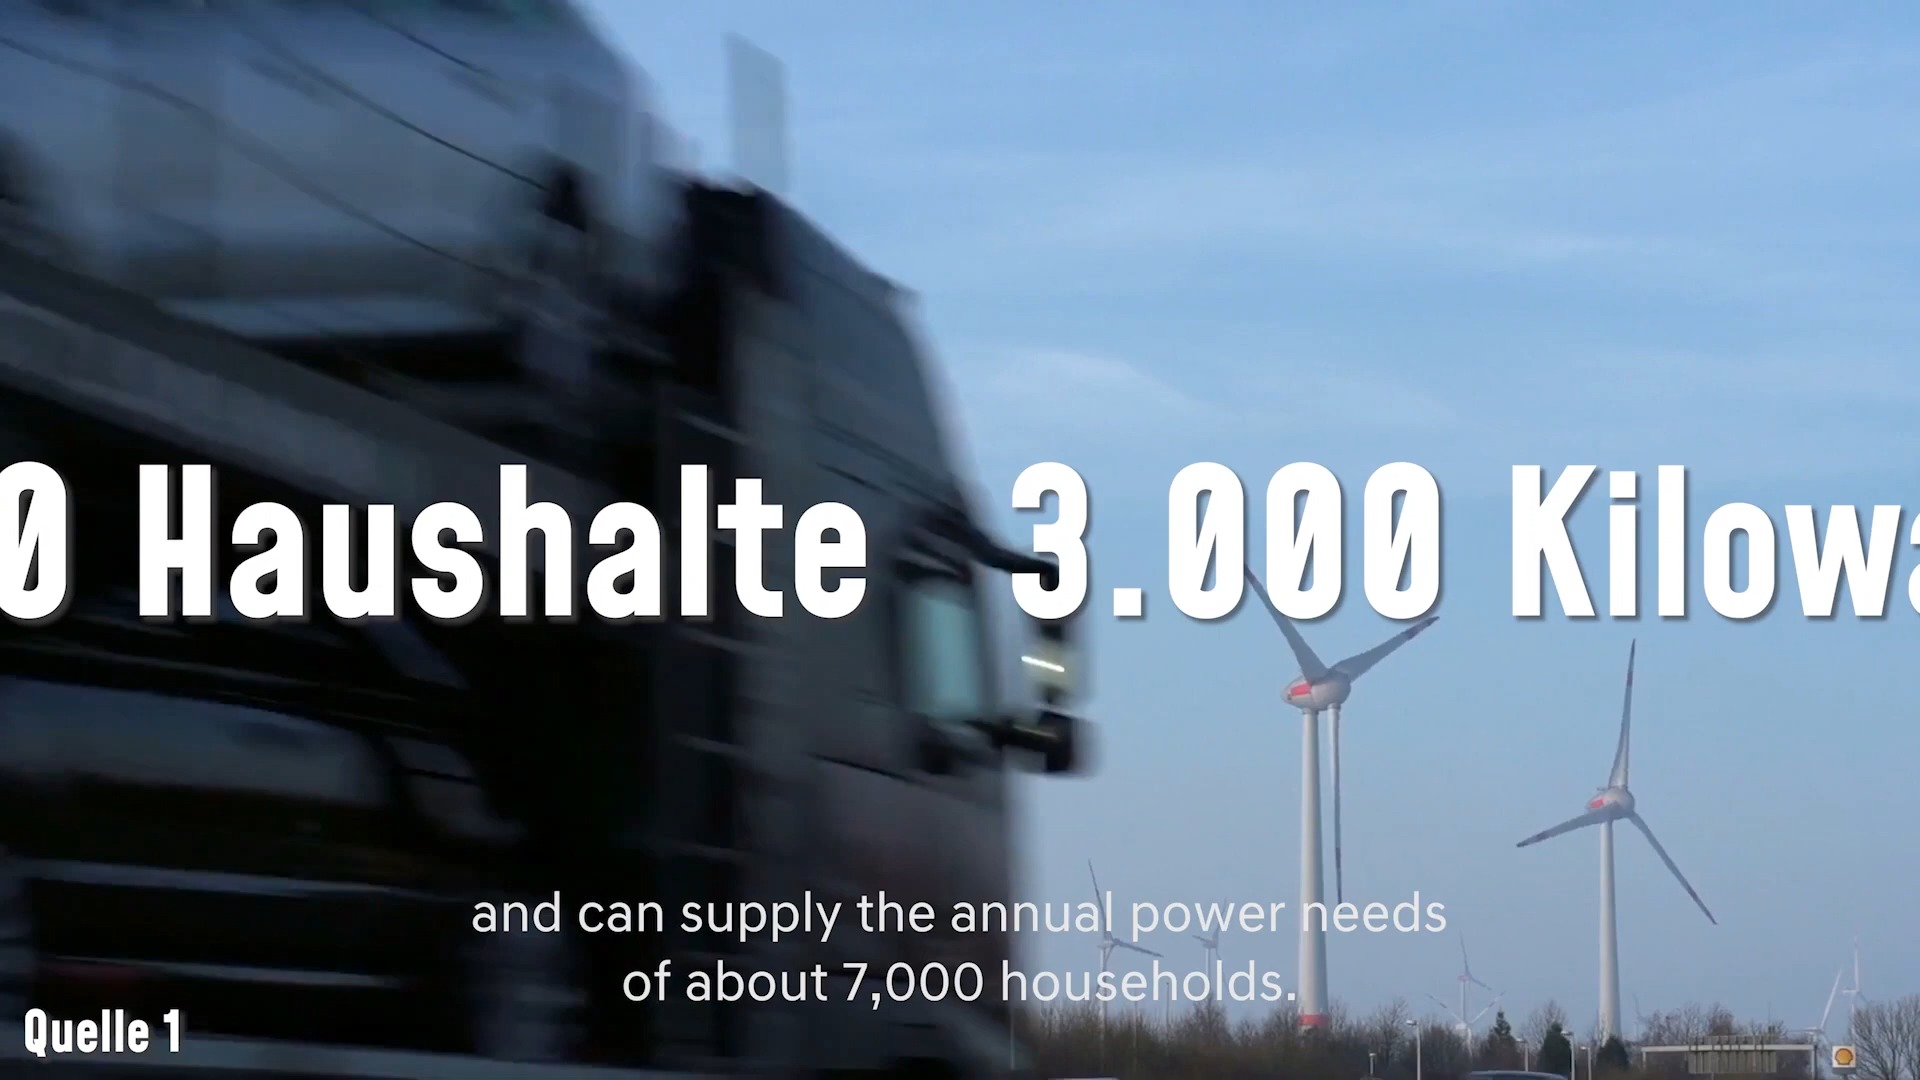 0 Haushalte 3.000 Kilowa
and can supply the annual power needs
of about 7,000 households.
Quelle 1